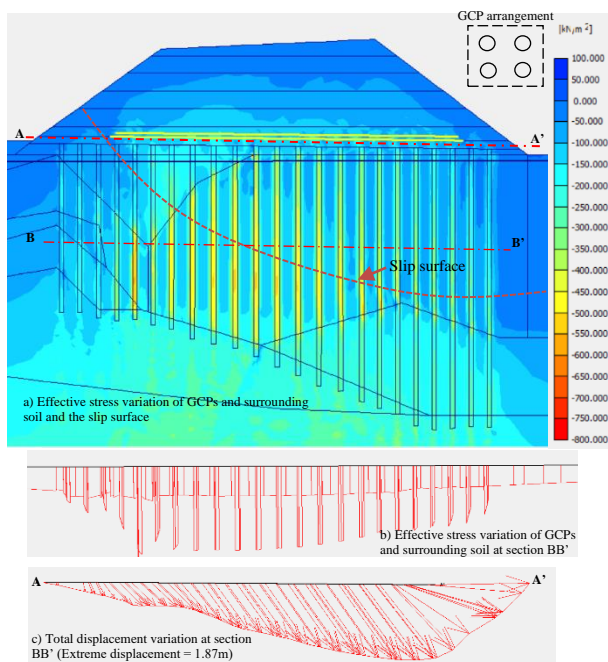 GCP arrangement
[kN/m²]
100.000
50.000
0.000
-50.000
-100.000
-150.000
-200.000
-250.000
-300.000
-350.000
-400.000
-450.000
-500.000
-550.000
-600.000
-650.000
-700.000
-750.000
-800.000
A
A’
B
B’
Slip surface
a) Effective stress variation of GCPs and surrounding
soil and the slip surface
b) Effective stress variation of GCPs
and surrounding soil at section BB’
A
A’
c) Total displacement variation at section
BB’ (Extreme displacement = 1.87m)